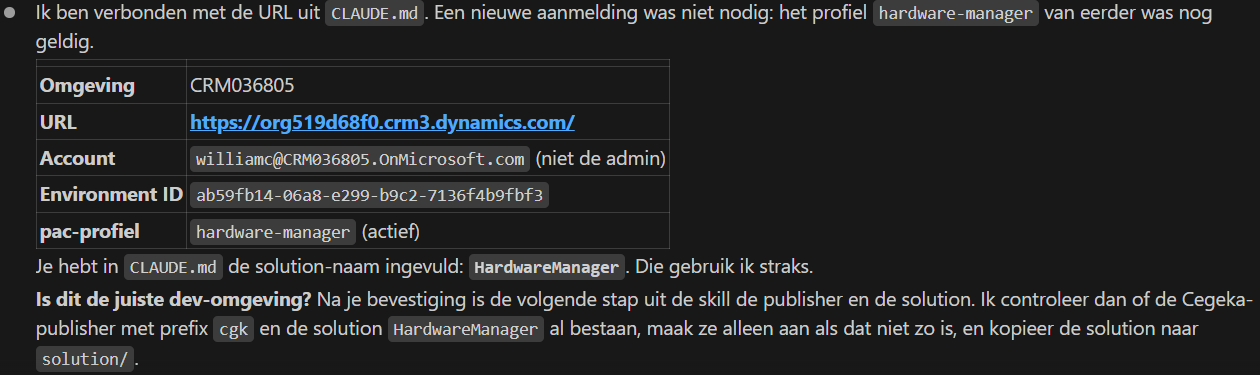 Ik ben verbonden met de URL uit CLAUDE.md. Een nieuwe aanmelding was niet nodig: het profiel hardware-manager van eerder was nog
geldig.
Omgeving CRM036805
URL https://org519d68f0.crm3.dynamics.com/
Account williamc@CRM036805.OnMicrosoft.com (niet de admin)
Environment ID ab59fb14-06a8-e299-b9c2-7136f4b9fbf3
pac-profiel hardware-manager (actief)
Je hebt in CLAUDE.md de solution-naam ingevuld: HardwareManager. Die gebruik ik straks.
Is dit de juiste dev-omgeving? Na je bevestiging is de volgende stap uit de skill de publisher en de solution. Ik controleer dan of de Cegeka-
publisher met prefix cgk en de solution HardwareManager al bestaan, maak ze alleen aan als dat niet zo is, en kopieer de solution naar
solution/.